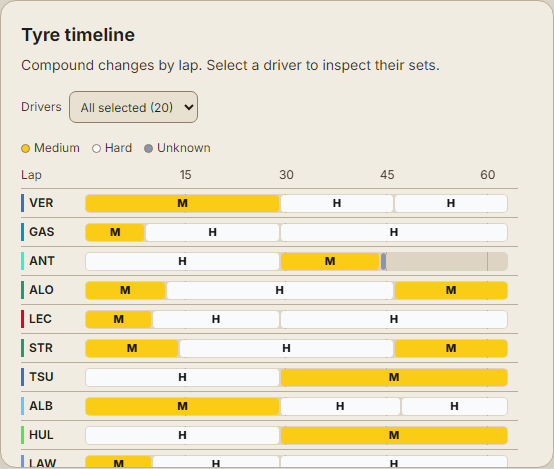 Tyre timeline
Compound changes by lap. Select a driver to inspect their sets.
Drivers All selected (20)
Medium Hard Unknown
Lap 15 30 45 60
VER M H H
GAS M H H
ANT H M
ALO M H M
LEC M H H
STR M H M
TSU H M
ALB M H H
HUL H M
LAW M H H